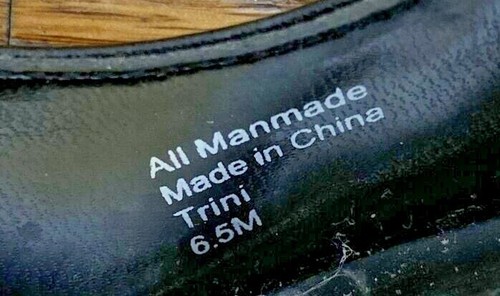 All Manmade
Made in China
Trini
6.5M